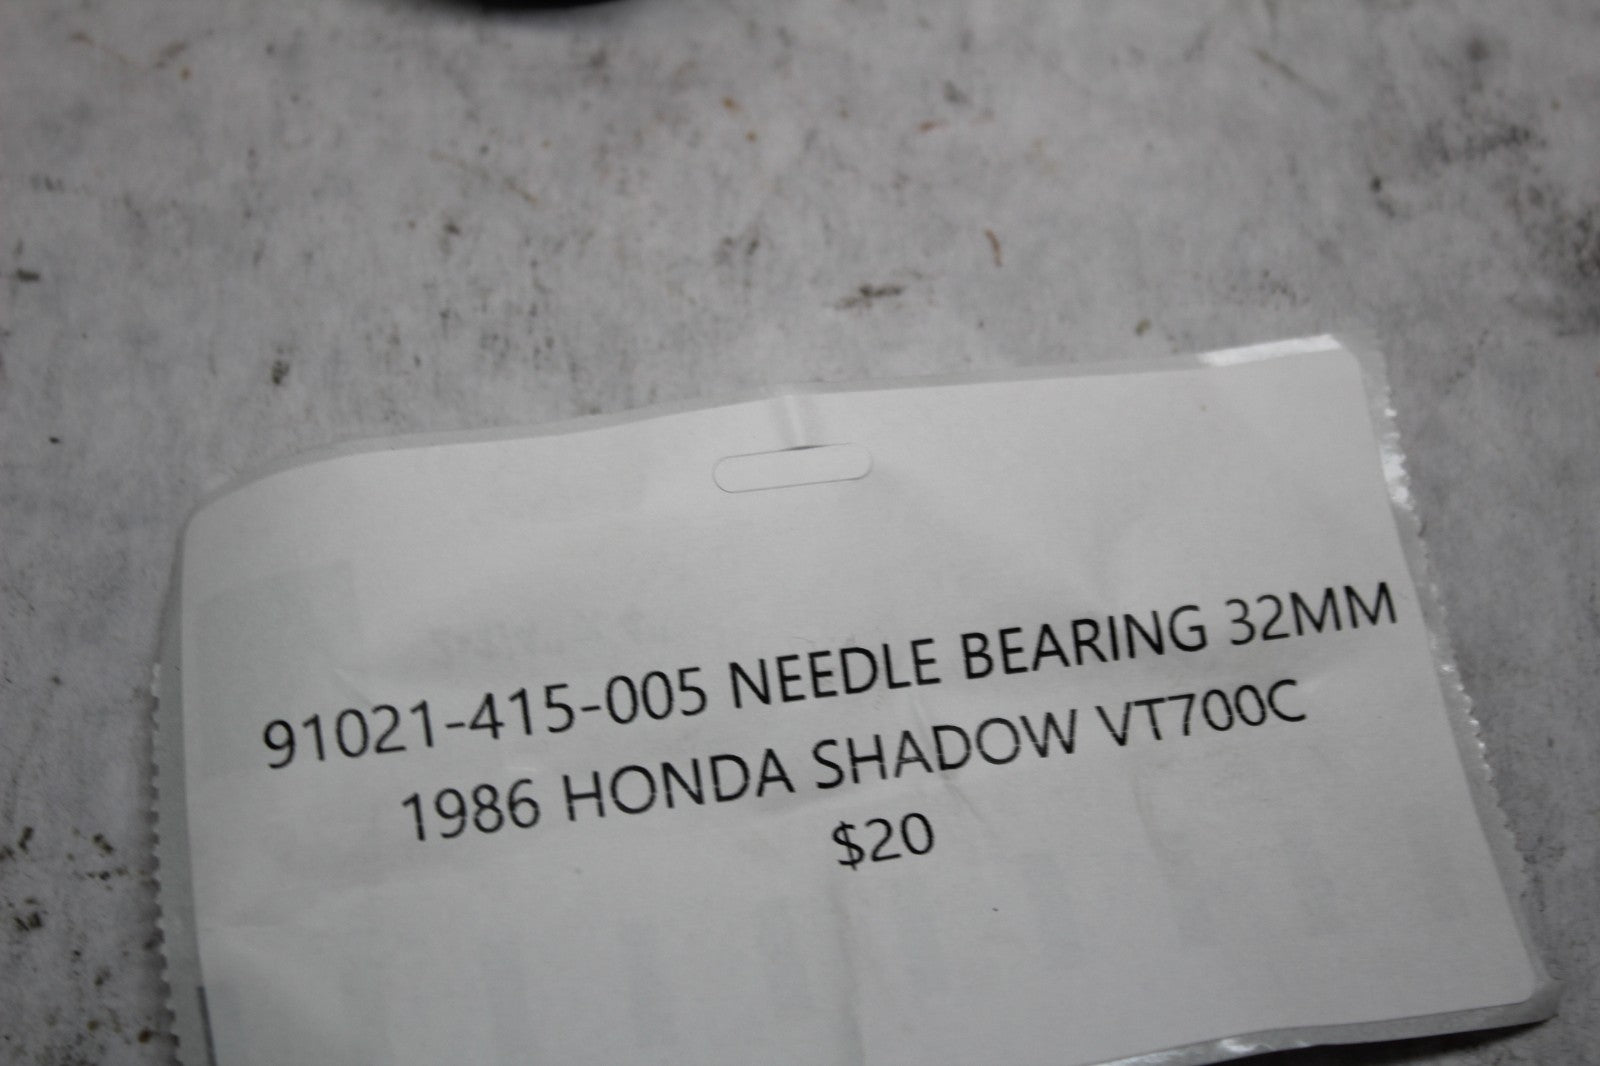 91021-415-005 NEEDLE BEARING 32MM
1986 HONDA SHADOW VT700C
$20